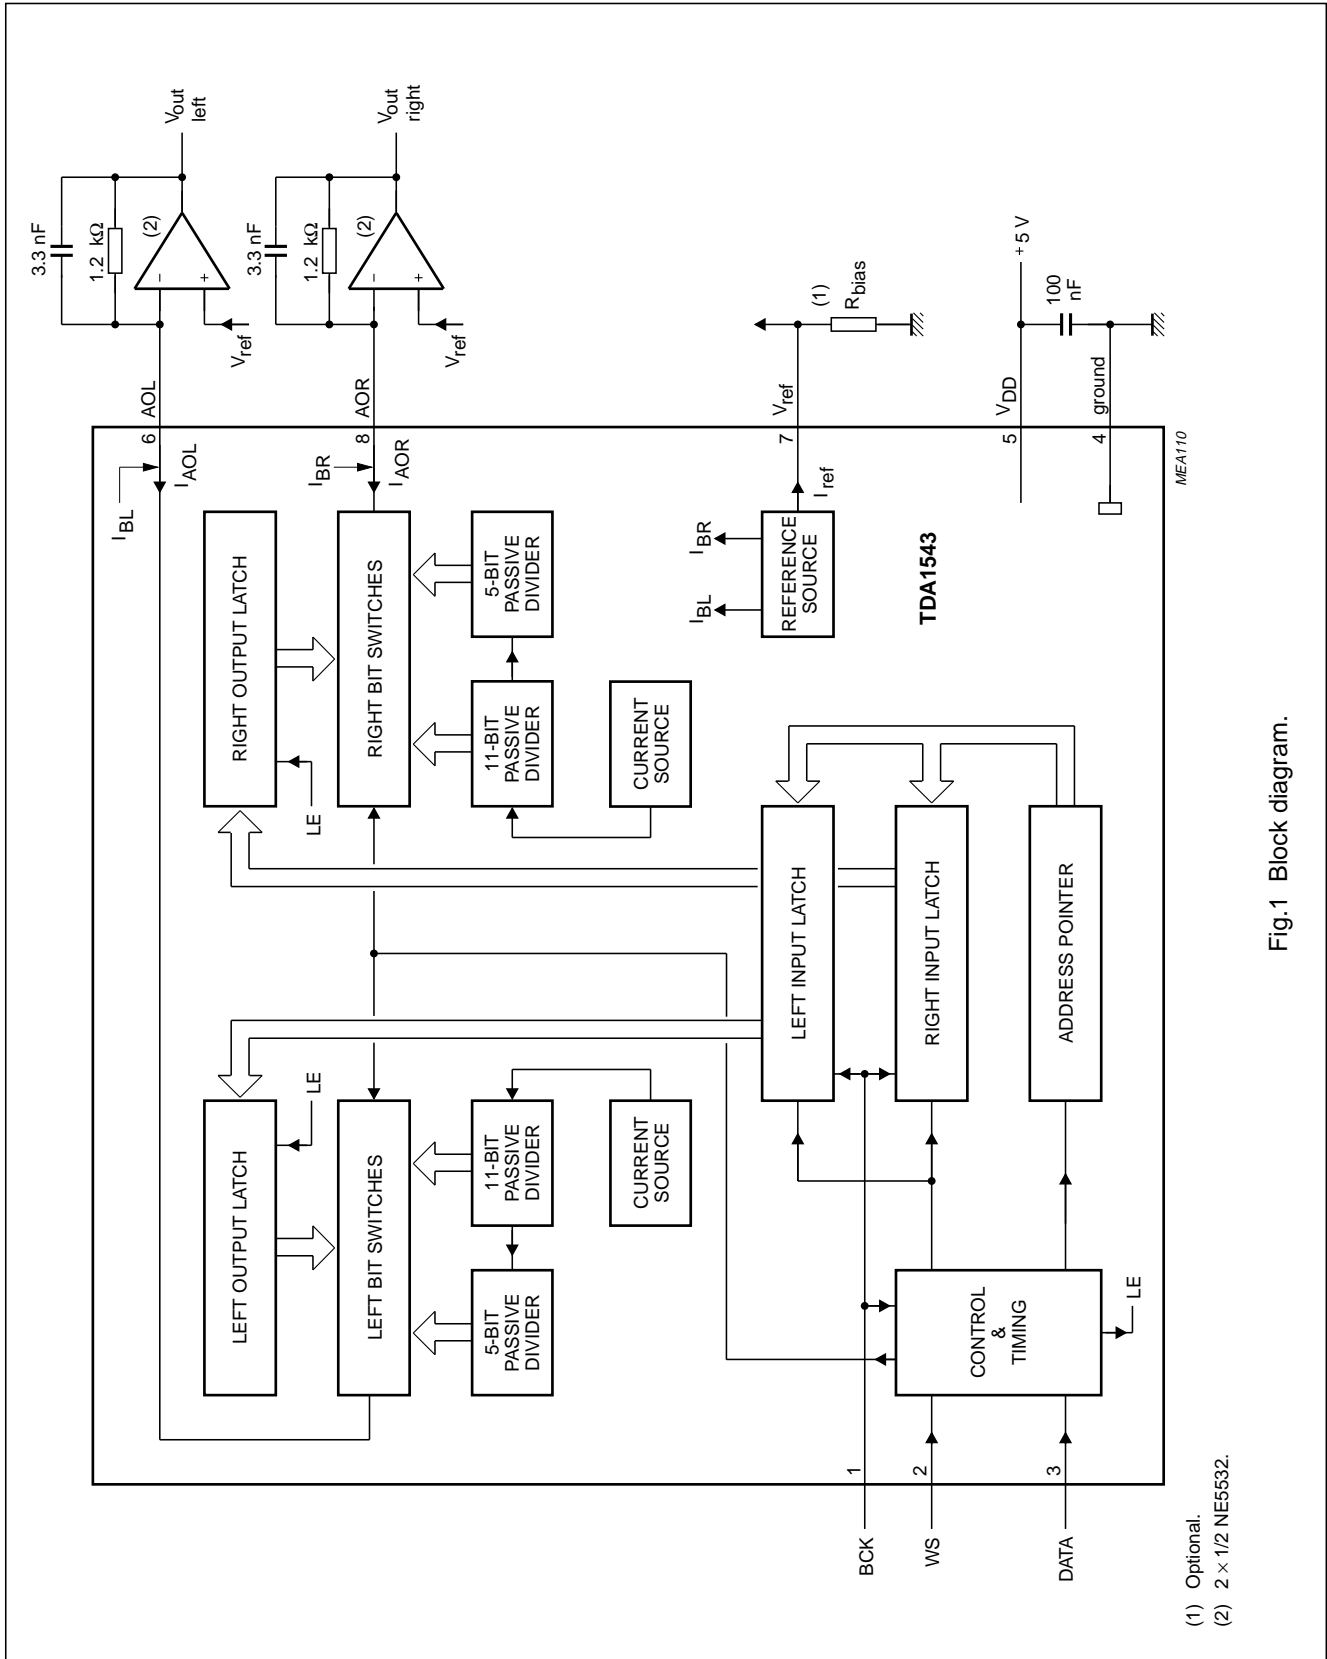 3.3 nF
1.2 kΩ
(2)
−
+
Vref
Vout
left
3.3 nF
1.2 kΩ
(2)
−
+
Vref
Vout
right
(1)
Rbias
+ 5 V
100
nF
6
AOL
8
AOR
7
Vref
5
VDD
4
ground
IBL
IAOL
IBR
IAOR
LEFT OUTPUT LATCH
LE
RIGHT OUTPUT LATCH
LE
LEFT BIT SWITCHES
RIGHT BIT SWITCHES
5-BIT
PASSIVE
DIVIDER
11-BIT
PASSIVE
DIVIDER
11-BIT
PASSIVE
DIVIDER
5-BIT
PASSIVE
DIVIDER
CURRENT
SOURCE
CURRENT
SOURCE
IBL
IBR
REFERENCE
SOURCE
Iref
LEFT INPUT LATCH
RIGHT INPUT LATCH
ADDRESS POINTER
CONTROL
&
TIMING
LE
TDA1543
BCK
1
WS
2
DATA
3
MEA110
(1) Optional.
(2) 2 × 1/2 NE5532.
Fig.1 Block diagram.